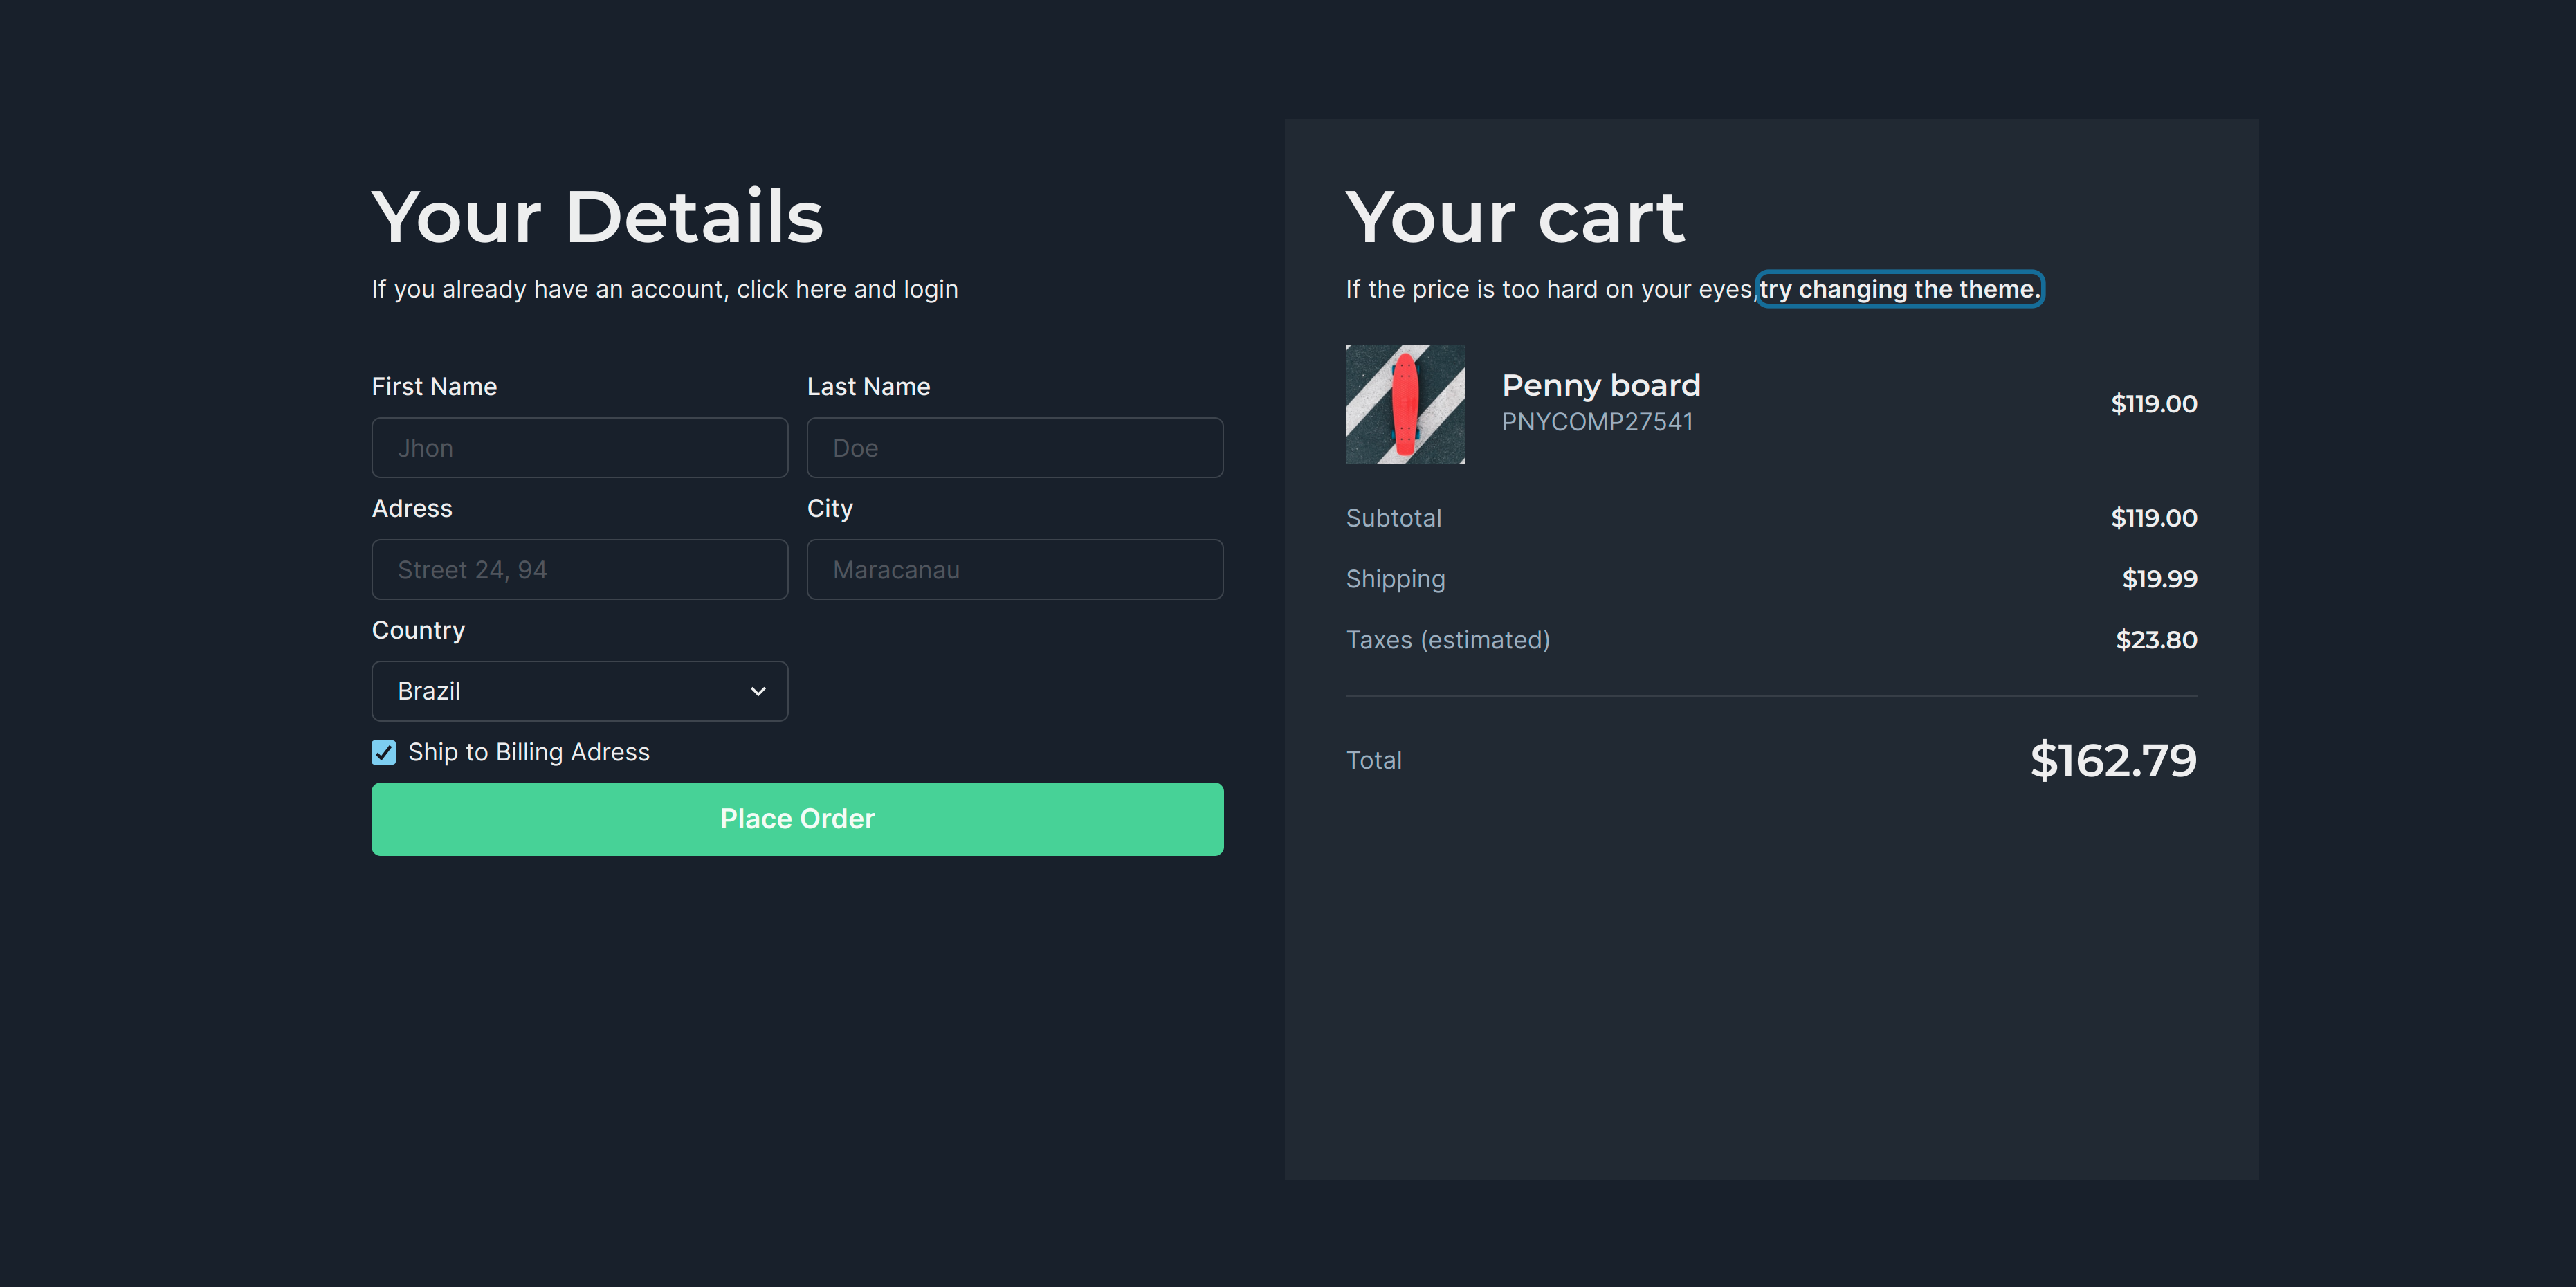 Your Details
If you already have an account, click here and login
First Name
Last Name
Jhon
Doe
Adress
City
Street 24, 94
Maracanau
Country
Brazil
Ship to Billing Adress
Place Order
Your cart
If the price is too hard on your eyes, try changing the theme.
Penny board
PNYCOMP27541
$119.00
Subtotal $119.00
Shipping $19.99
Taxes (estimated) $23.80
Total $162.79